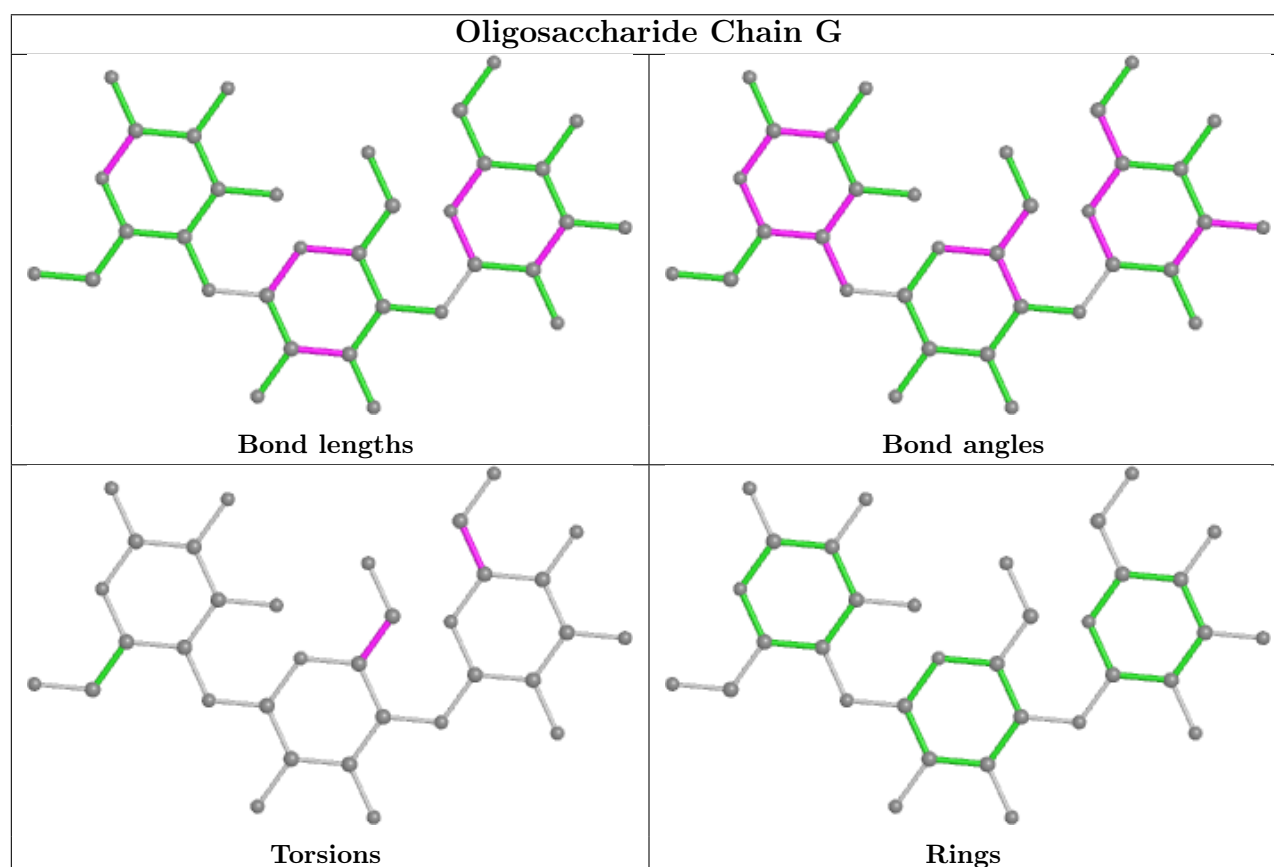 Oligosaccharide Chain G
Bond lengths
Bond angles
Torsions
Rings